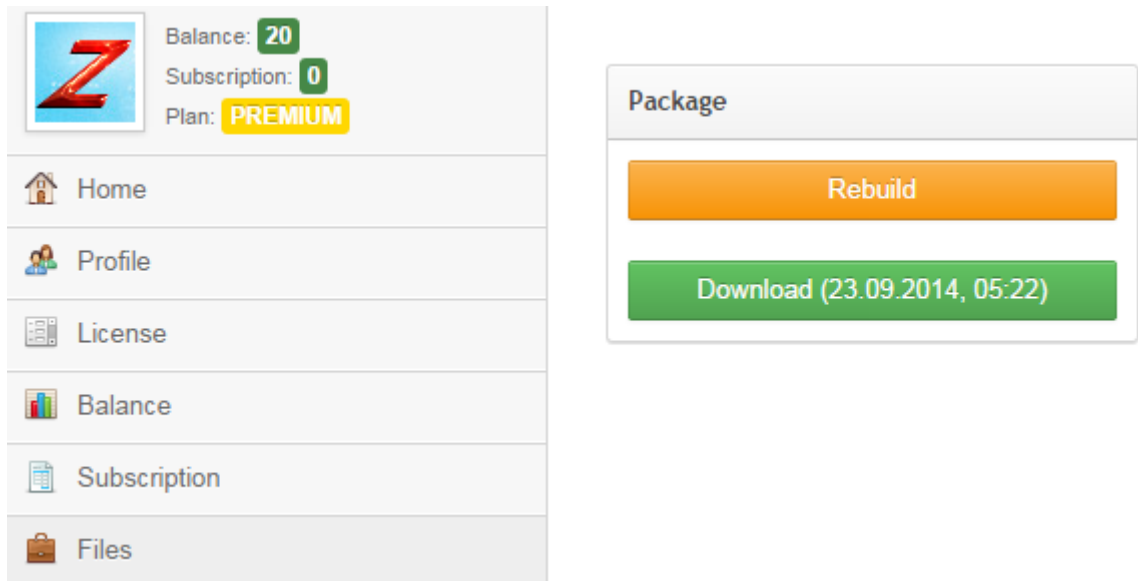 Z
Balance: 20
Subscription: 0
Plan: PREMIUM
Home
Profile
License
Balance
Subscription
Files
Package
Rebuild
Download (23.09.2014, 05:22)